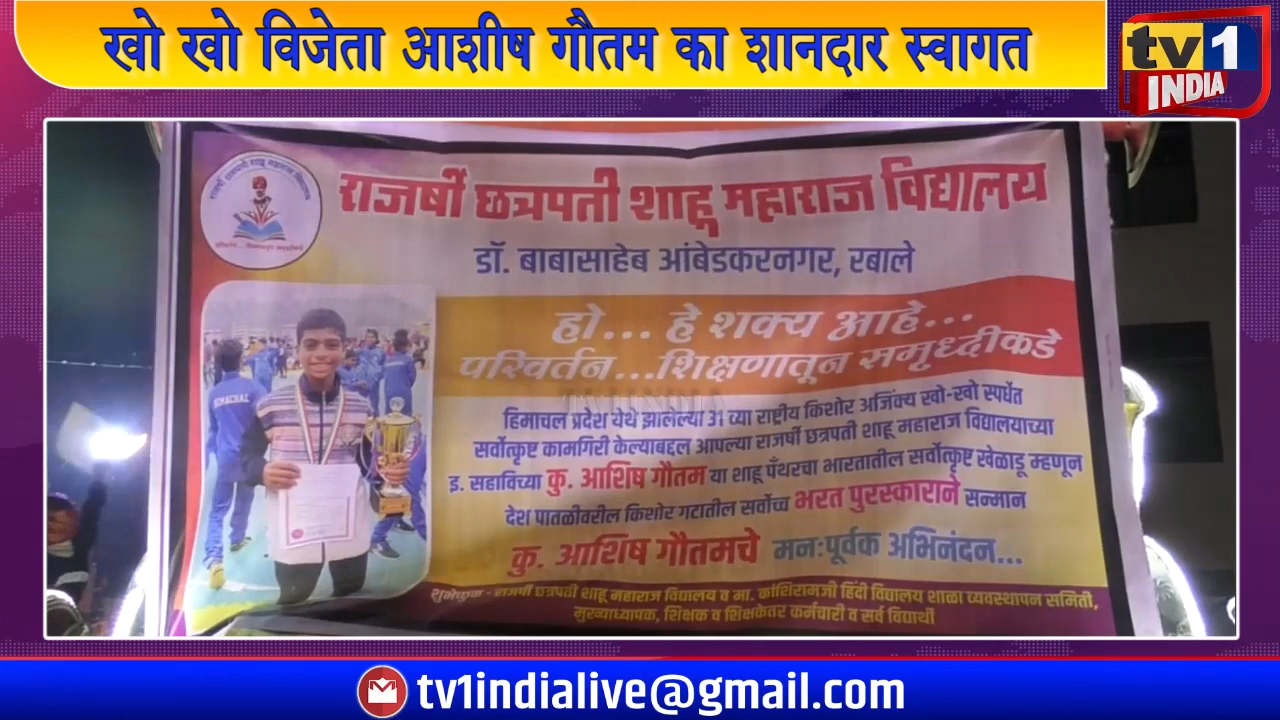 खो खो विजेता आशीष गौतम का शानदार स्वागत
tv1
INDIA
राजर्षी छत्रपती शाहू महाराज विद्यालय
डॉ. बाबासाहेब आंबेडकरनगर, रबाले
हो... हे शक्य आहे...
परिवर्तन...शिक्षणातून समृध्दीकडे
हिमाचल प्रदेश येथे झालेल्या 31 व्या राष्ट्रीय किशोर अजिंक्य खो-खो स्पर्धेत
सर्वोत्कृष्ट कामगिरी केल्याबद्दल आपल्या राजर्षी छत्रपती शाहू महाराज विद्यालयाच्या
इ. सहाविच्या कु. आशिष गौतम या शाहू पँथरचा भारतातील सर्वोत्कृष्ट खेळाडू म्हणून
देश पातळीवरील किशोर गटातील सर्वोच्च भरत पुरस्काराने सन्मान
कु. आशिष गौतमचे मनःपूर्वक अभिनंदन...
शुभेच्छुक - राजर्षी छत्रपती शाहू महाराज विद्यालय व मा. कांशिरामजी हिंदी विद्यालय शाळा व्यवस्थापन समिती,
मुख्याध्यापक, शिक्षक व शिक्षकेतर कर्मचारी व सर्व विद्यार्थी
HIMACHAL
TV1INDIA
tv1indialive@gmail.com